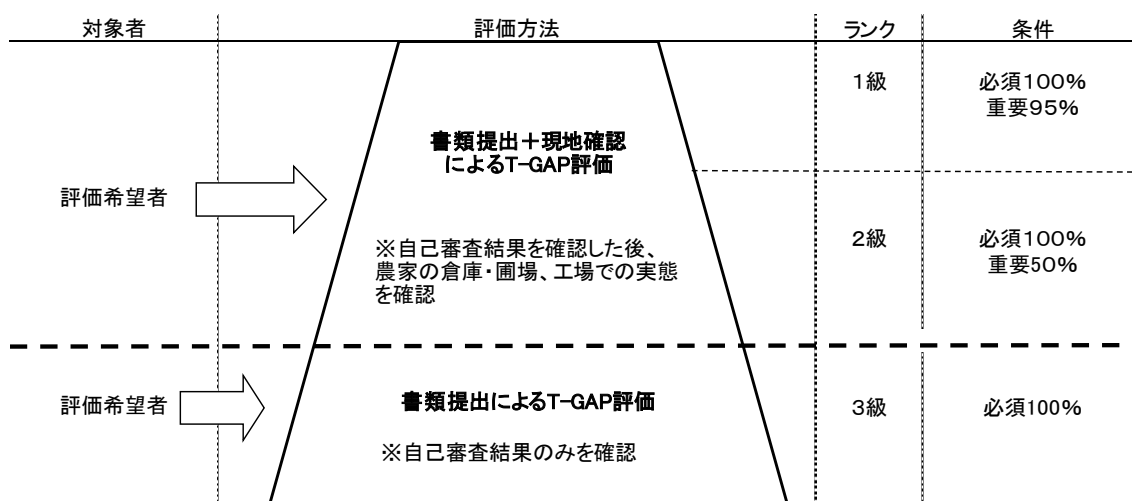 対象者 評価方法 ランク 条件
1級 必須100%
重要95%
書類提出+現地確認
によるT-GAP評価
評価希望者
※自己審査結果を確認した後、
農家の倉庫・圃場、工場での実態
を確認
2級 必須100%
重要50%
評価希望者 書類提出によるT-GAP評価 3級 必須100%
※自己審査結果のみを確認